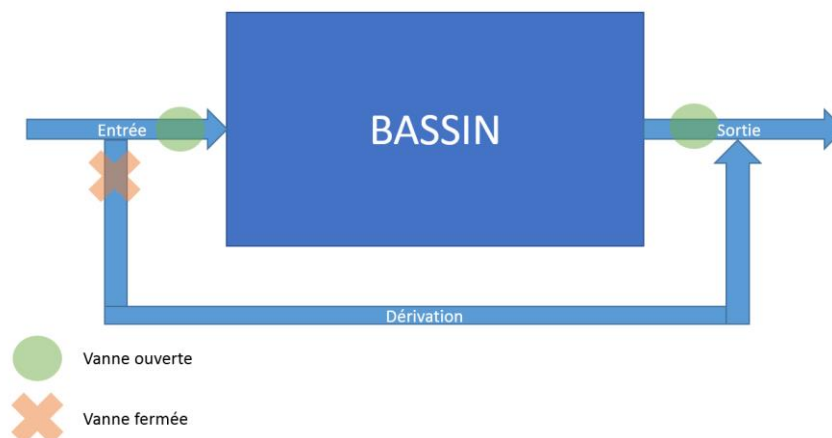 Entrée
BASSIN
Sortie
Dérivation
Vanne ouverte
Vanne fermée